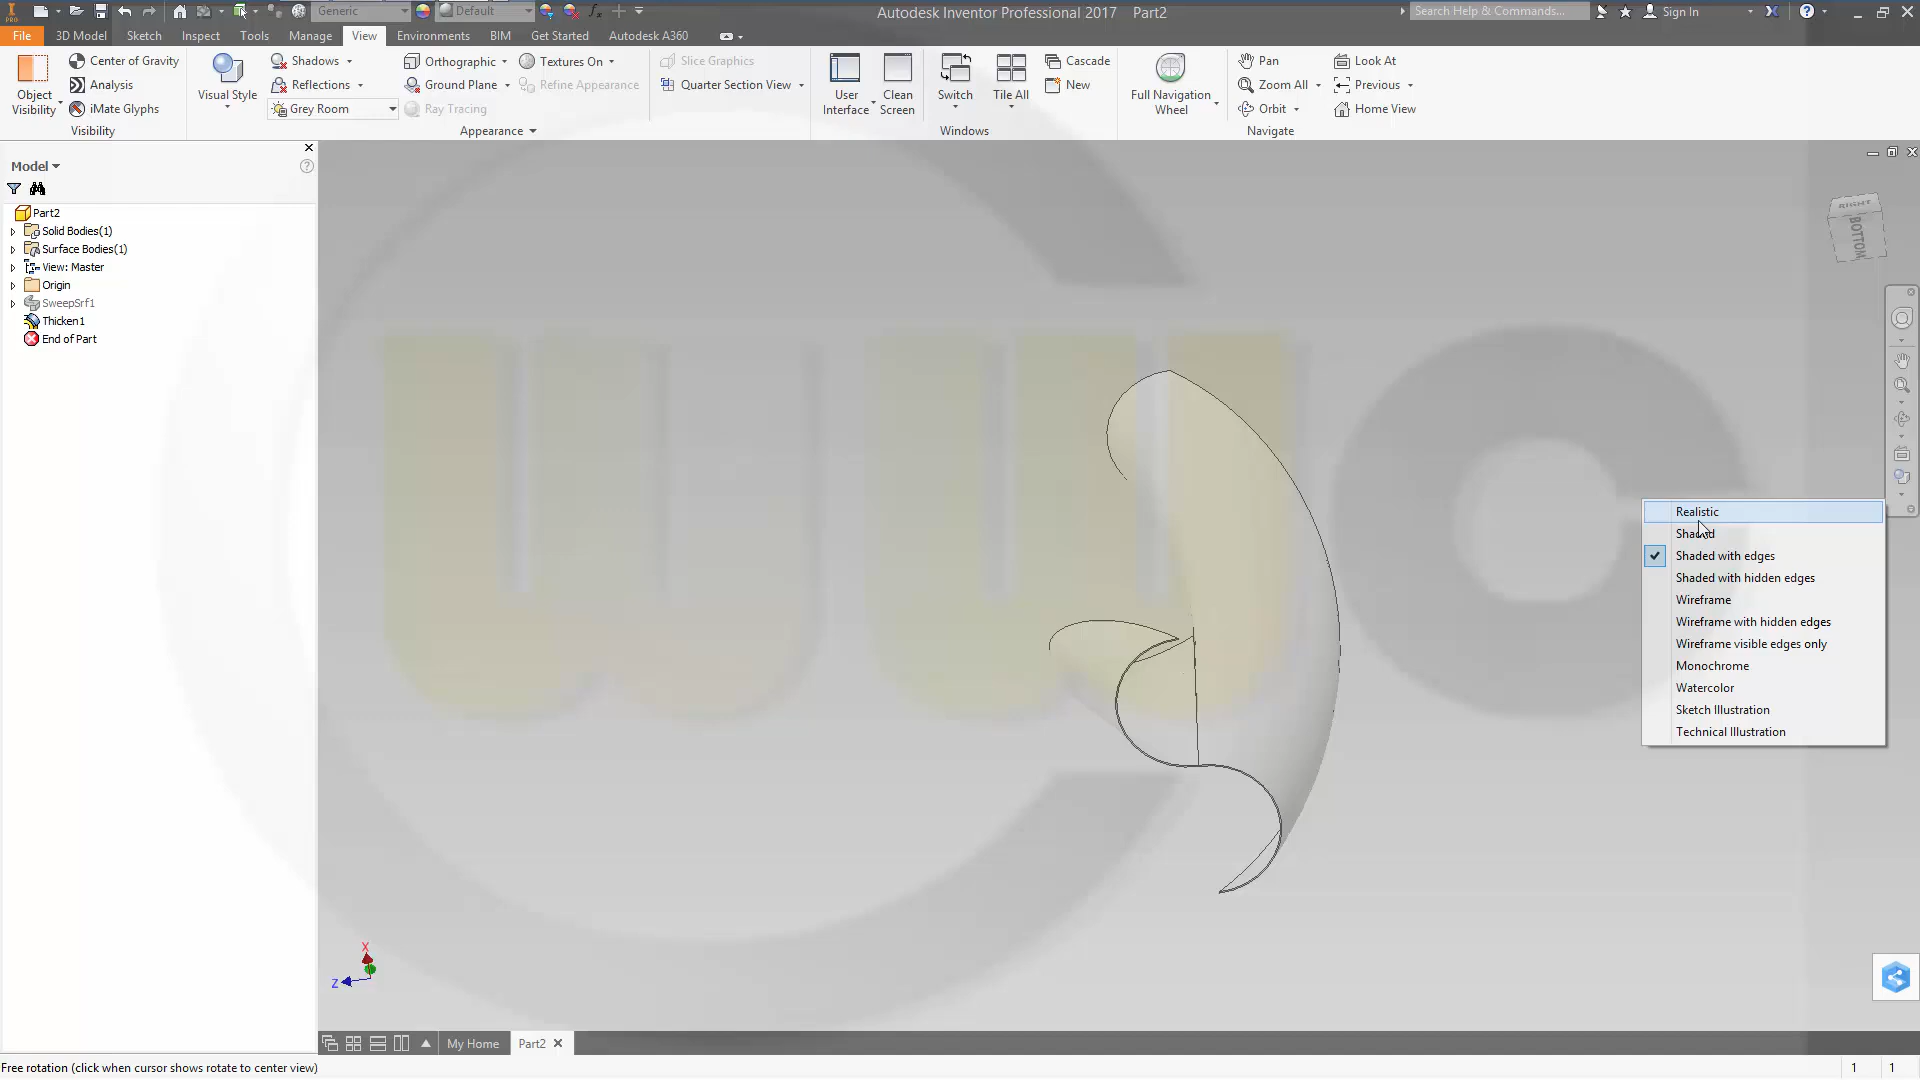 Generic
Default
Autodesk Inventor Professional 2017 Part2
Search Help & Commands...
Sign In
PRO
File
3D Model
Sketch
Inspect
Tools
Manage
View
Environments
BIM
Get Started
Autodesk A360
Object Visibility
Center of Gravity
Analysis
iMate Glyphs
Visibility
Visual Style
Shadows
Reflections
Grey Room
Orthographic
Ground Plane
Ray Tracing
Textures On
Refine Appearance
Appearance
Slice Graphics
Quarter Section View
User Interface
Clean Screen
Switch
Tile All
Cascade
New
Windows
Full Navigation Wheel
Pan
Zoom All
Orbit
Look At
Previous
Home View
Navigate
Model
Part2
Solid Bodies(1)
Surface Bodies(1)
View: Master
Origin
SweepSrf1
Thicken1
End of Part
RIGHT
BOTTOM
Realistic
Shaded
Shaded with edges
Shaded with hidden edges
Wireframe
Wireframe with hidden edges
Wireframe visible edges only
Monochrome
Watercolor
Sketch Illustration
Technical Illustration
X
Z
My Home
Part2
Free rotation (click when cursor shows rotate to center view)
1 1